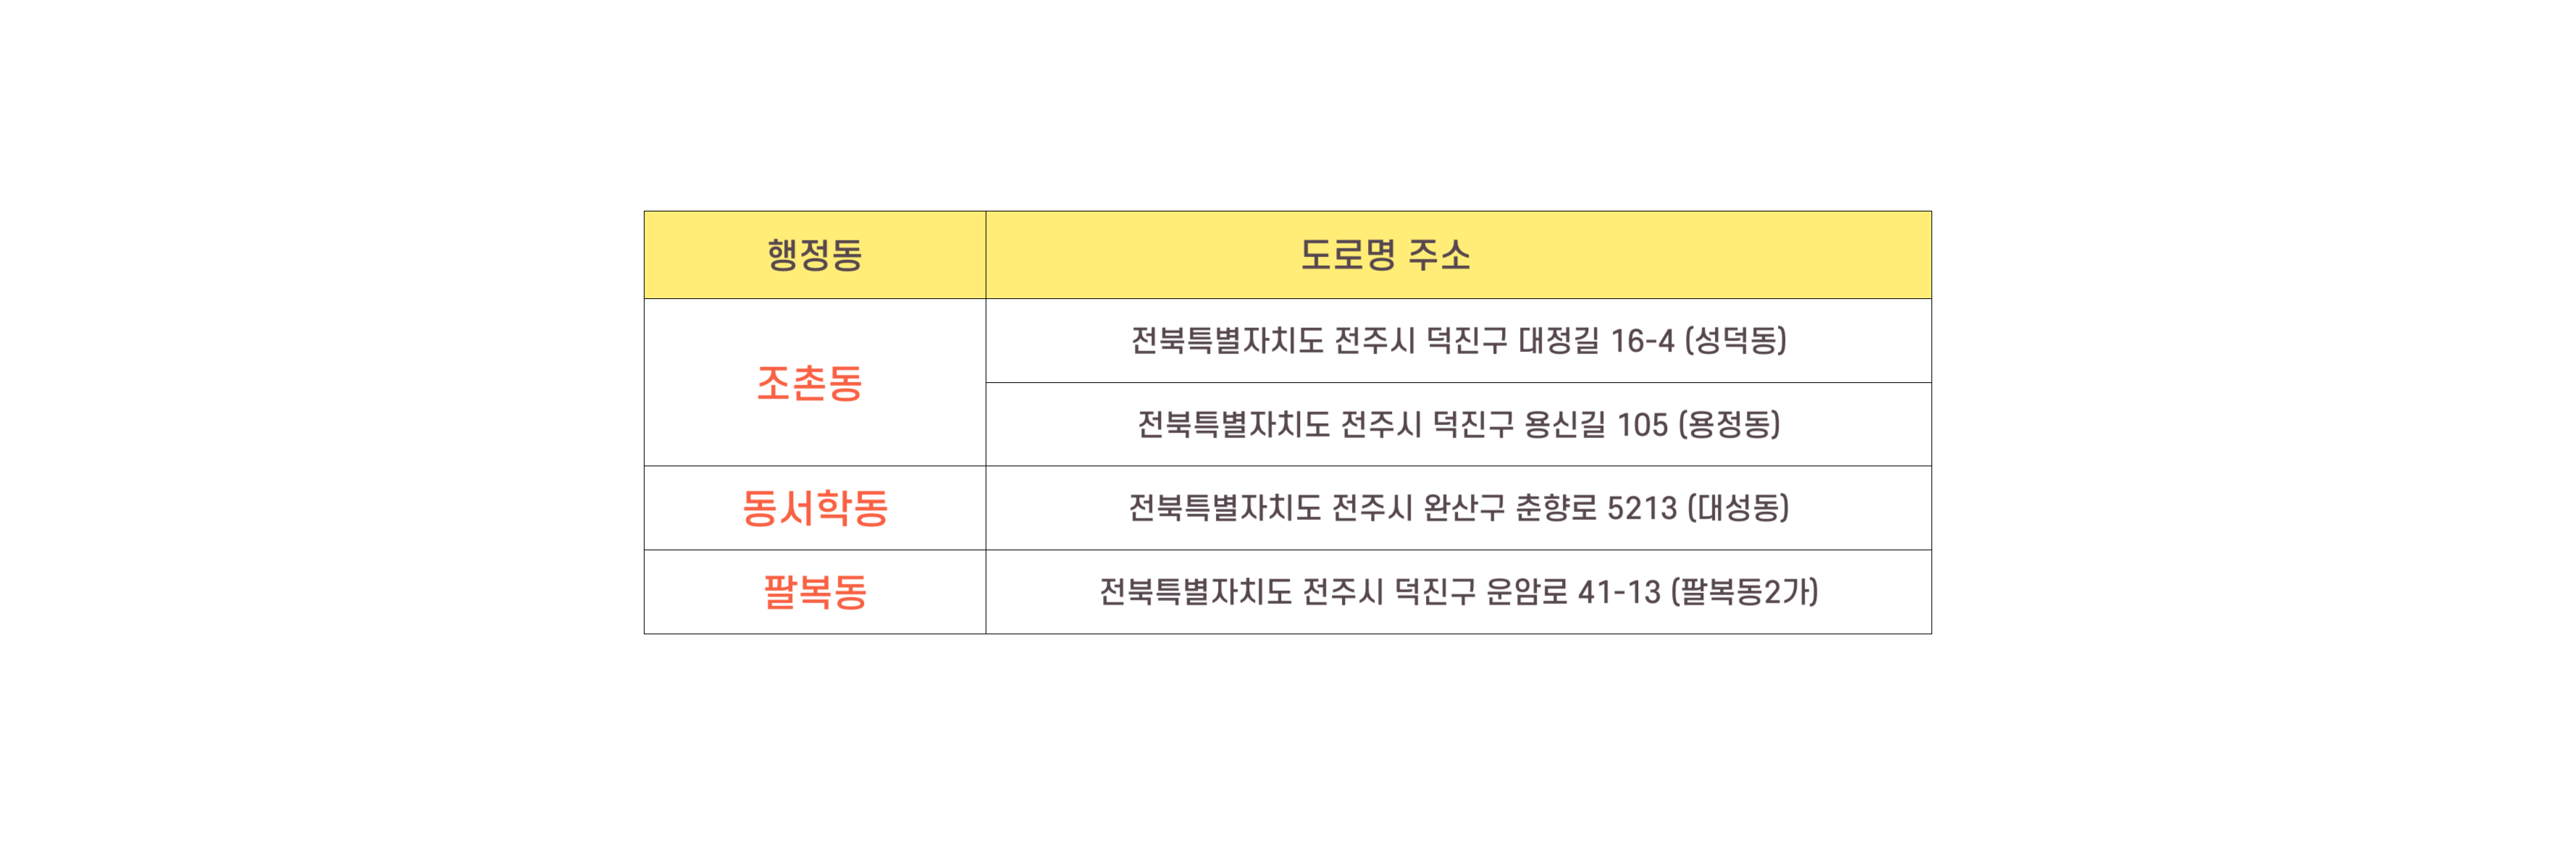 행정동 도로명 주소
조촌동
전북특별자치도 전주시 덕진구 대정길 16-4 (성덕동)
전북특별자치도 전주시 덕진구 용신길 105 (용정동)
동서학동 전북특별자치도 전주시 완산구 춘향로 5213 (대성동)
팔복동 전북특별자치도 전주시 덕진구 운암로 41-13 (팔복동2가)